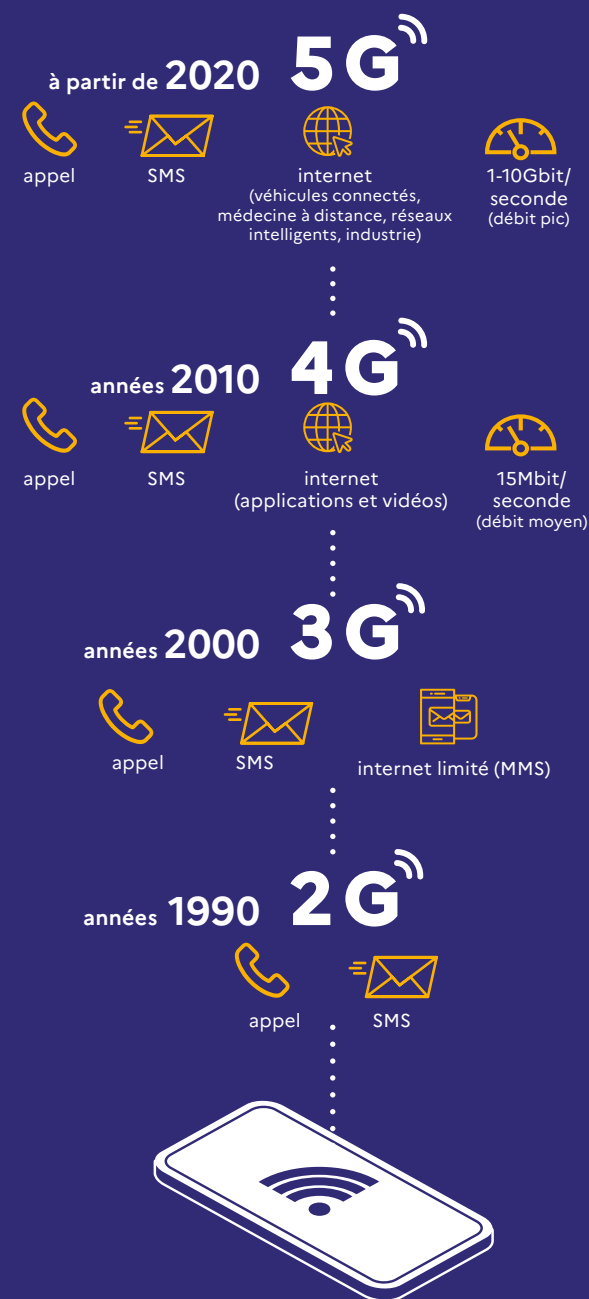 à partir de 2020 5G
appel
SMS
internet
(véhicules connectés,
médecine à distance, réseaux
intelligents, industrie)
1-10Gbit/
seconde
(débit pic)
années 2010 4G
appel
SMS
internet
(applications et vidéos)
15Mbit/
seconde
(débit moyen)
années 2000 3G
appel
SMS
internet limité (MMS)
années 1990 2G
appel
SMS